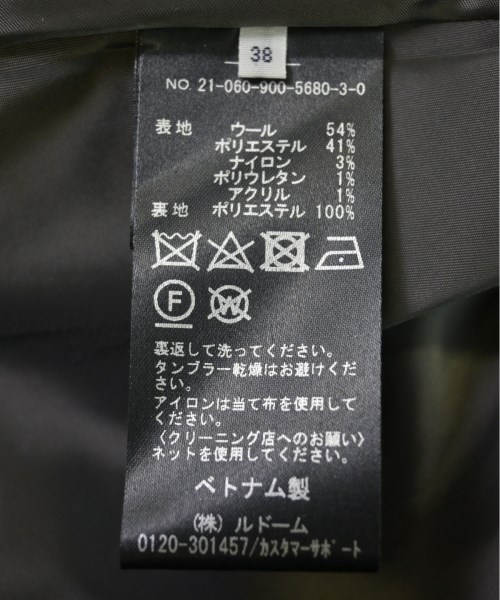 38
NO. 21-060-900-5680-3-0
表地 ウール 54%
ポリエステル 41%
ナイロン 3%
ポリウレタン 1%
アクリル 1%
裏地 ポリエステル 100%
F W
裏返して洗ってください。
タンブラー乾燥はお避けくだ
さい。
アイロンは当て布を使用して
ください。
〈クリーニング店へのお願い〉
ネットを使用してください。
ベトナム製
(株) ルドーム
0120-301457/カスタマーサポート